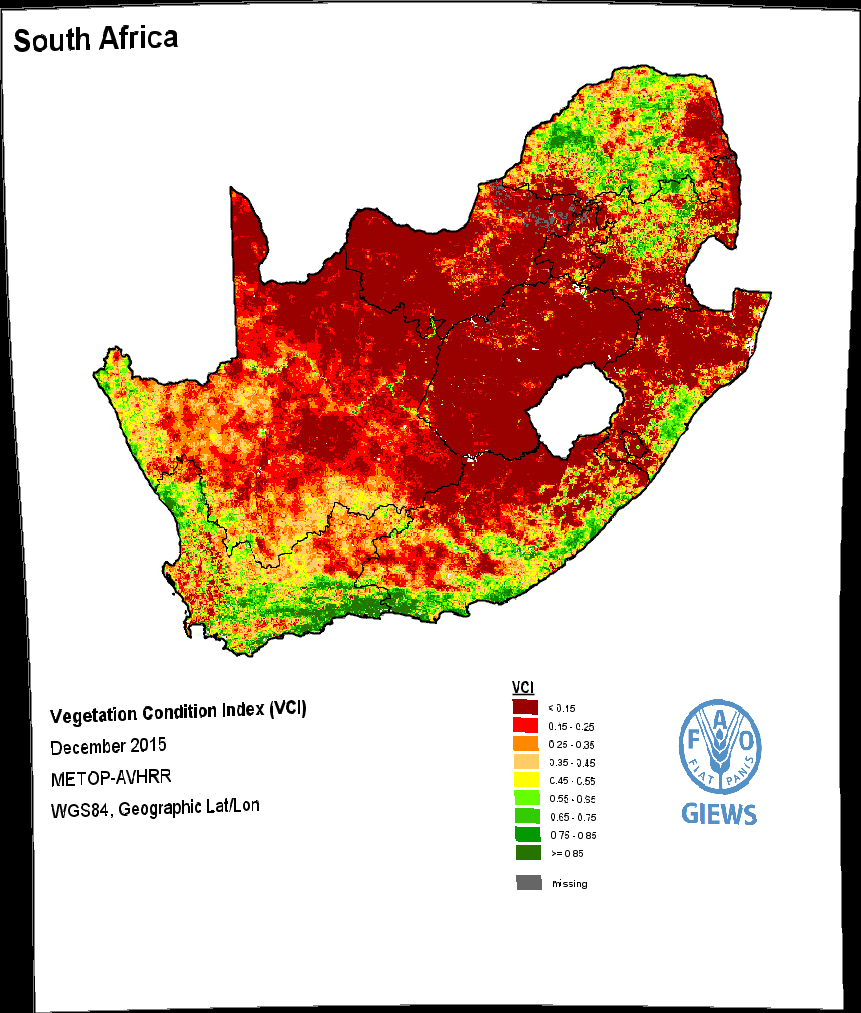 South Africa
Vegetation Condition Index (VCI)
December 2015
METOP-AVHRR
WGS84, Geographic Lat/Lon
VCI
< 0.15
0.15 - 0.25
0.25 - 0.35
0.35 - 0.45
0.45 - 0.55
0.55 - 0.65
0.65 - 0.75
0.75 - 0.85
>= 0.85
missing
F A O
FIAT PANIS
GIEWS